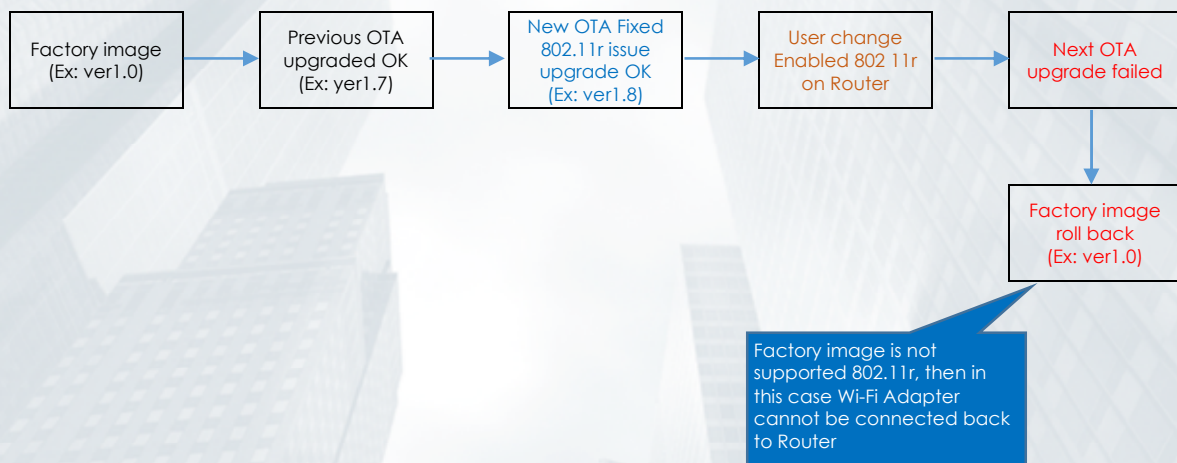 Factory image
(Ex: ver1.0)
Previous OTA
upgraded OK
(Ex: yer1.7)
New OTA Fixed
802.11r issue
upgrade OK
(Ex: ver1.8)
User change
Enabled 802 11r
on Router
Next OTA
upgrade failed
Factory image
roll back
(Ex: ver1.0)
Factory image is not
supported 802.11r, then in
this case Wi-Fi Adapter
cannot be connected back
to Router